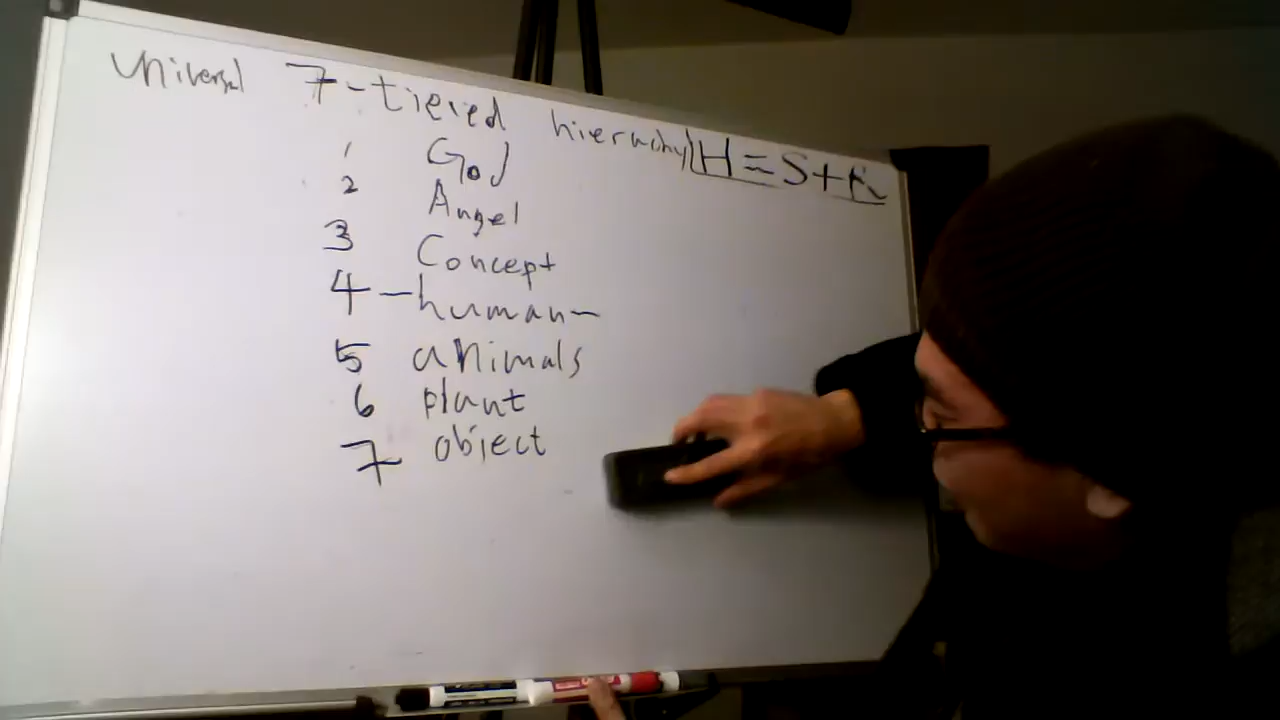 Universal 7-tiered hierarchy H=S+K
1 God
2 Angel
3 Concept
4 - human -
5 animals
6 plant
7 object